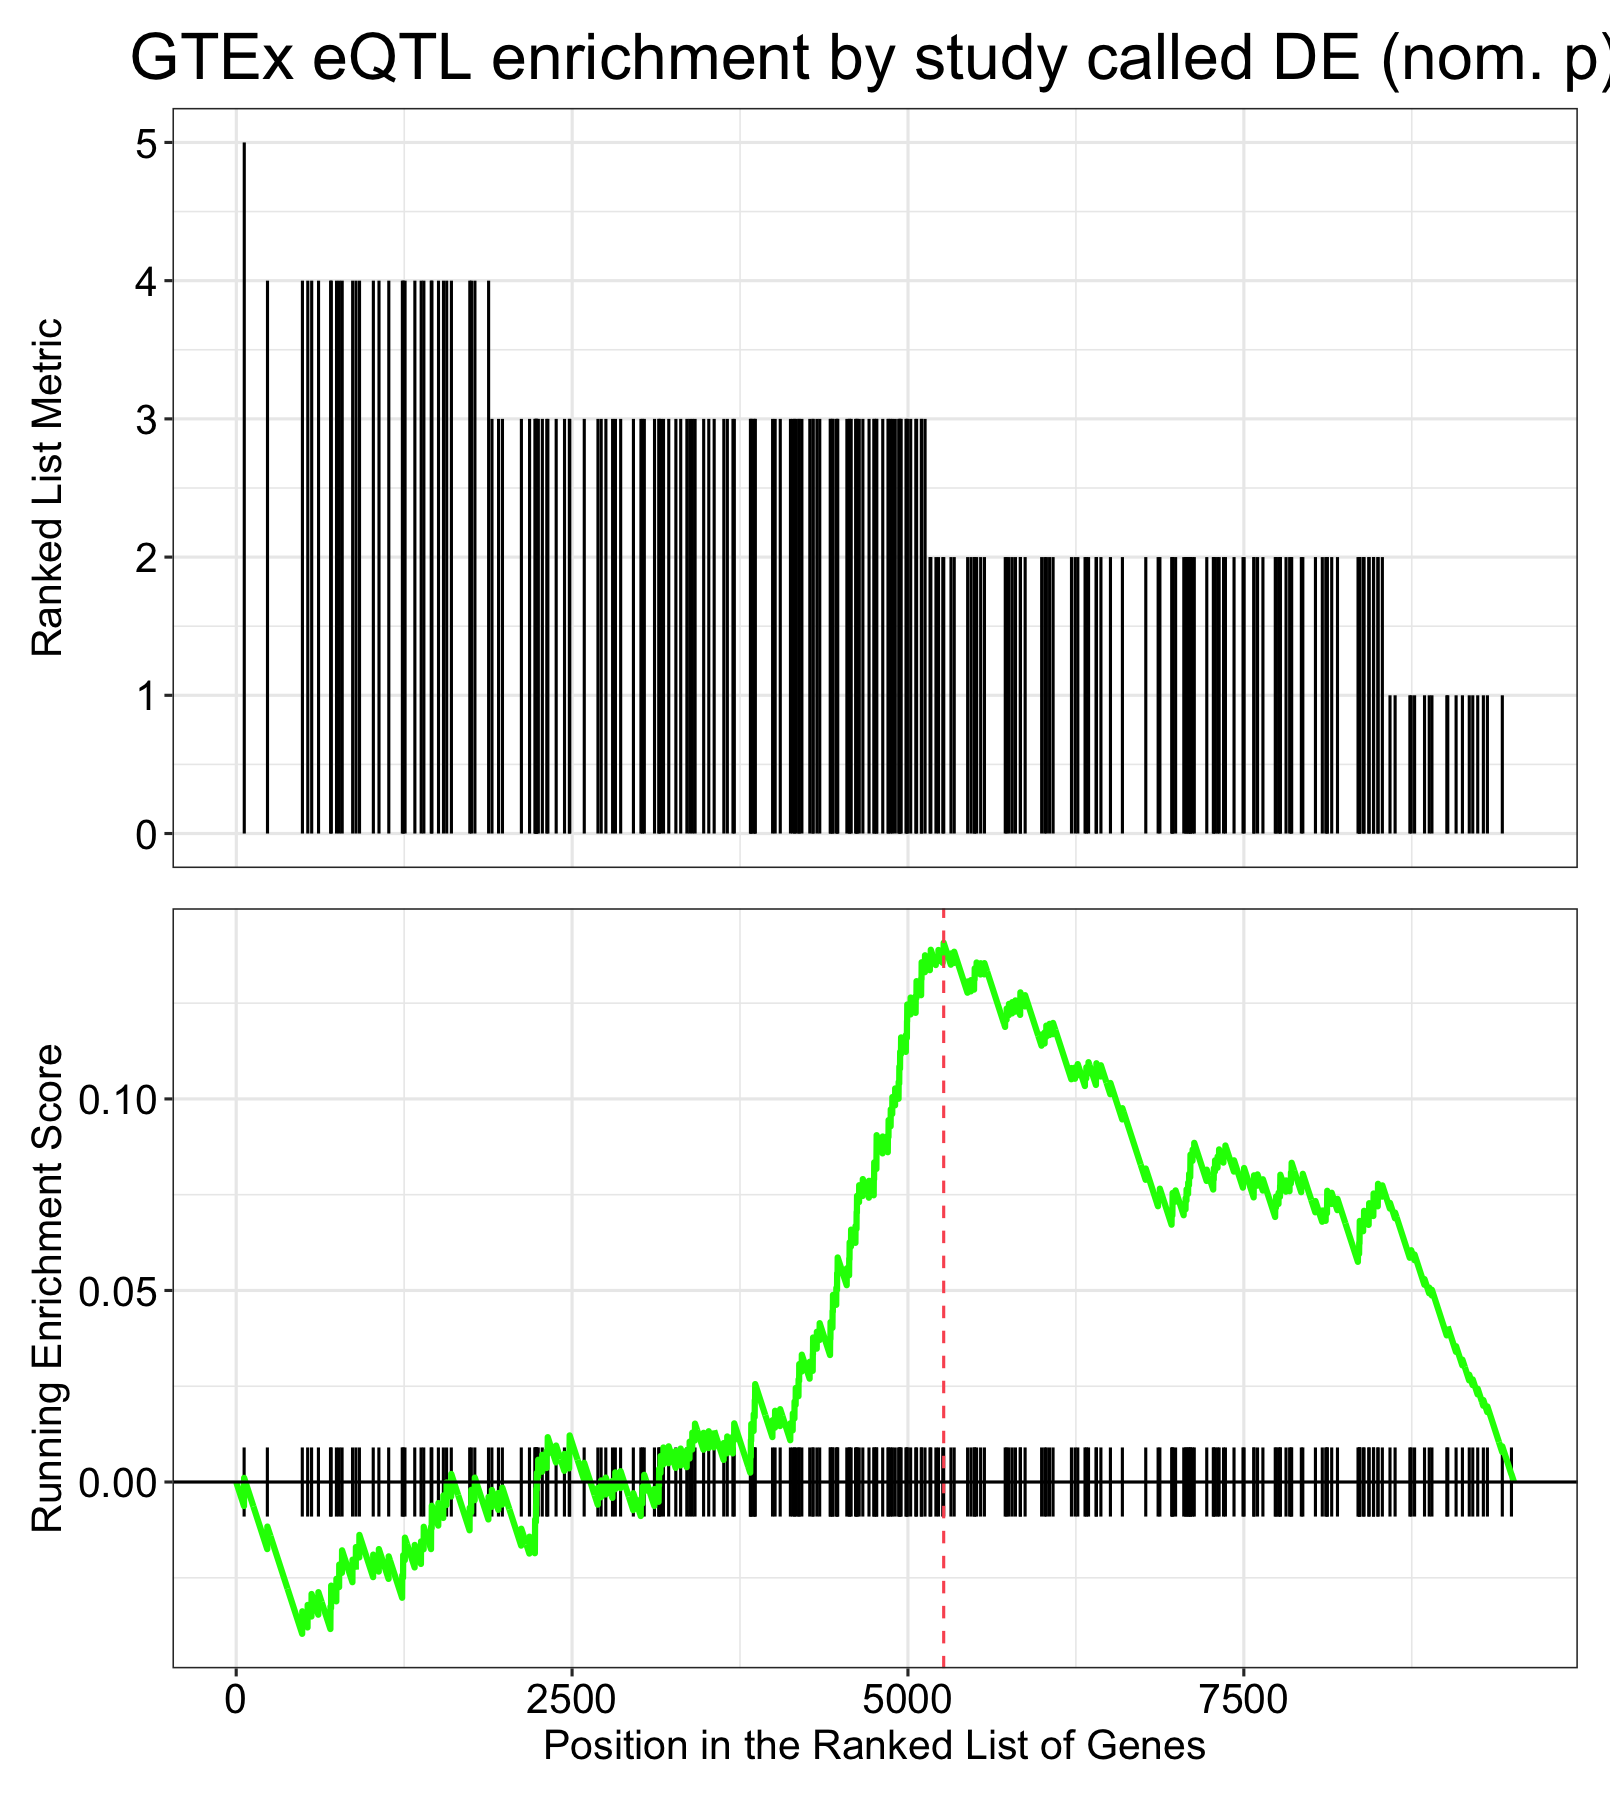 GTEx eQTL enrichment by study called DE (nom. p)
Ranked List Metric
5
4
3
2
1
0
Running Enrichment Score
0.10
0.05
0.00
0 2500 5000 7500
Position in the Ranked List of Genes